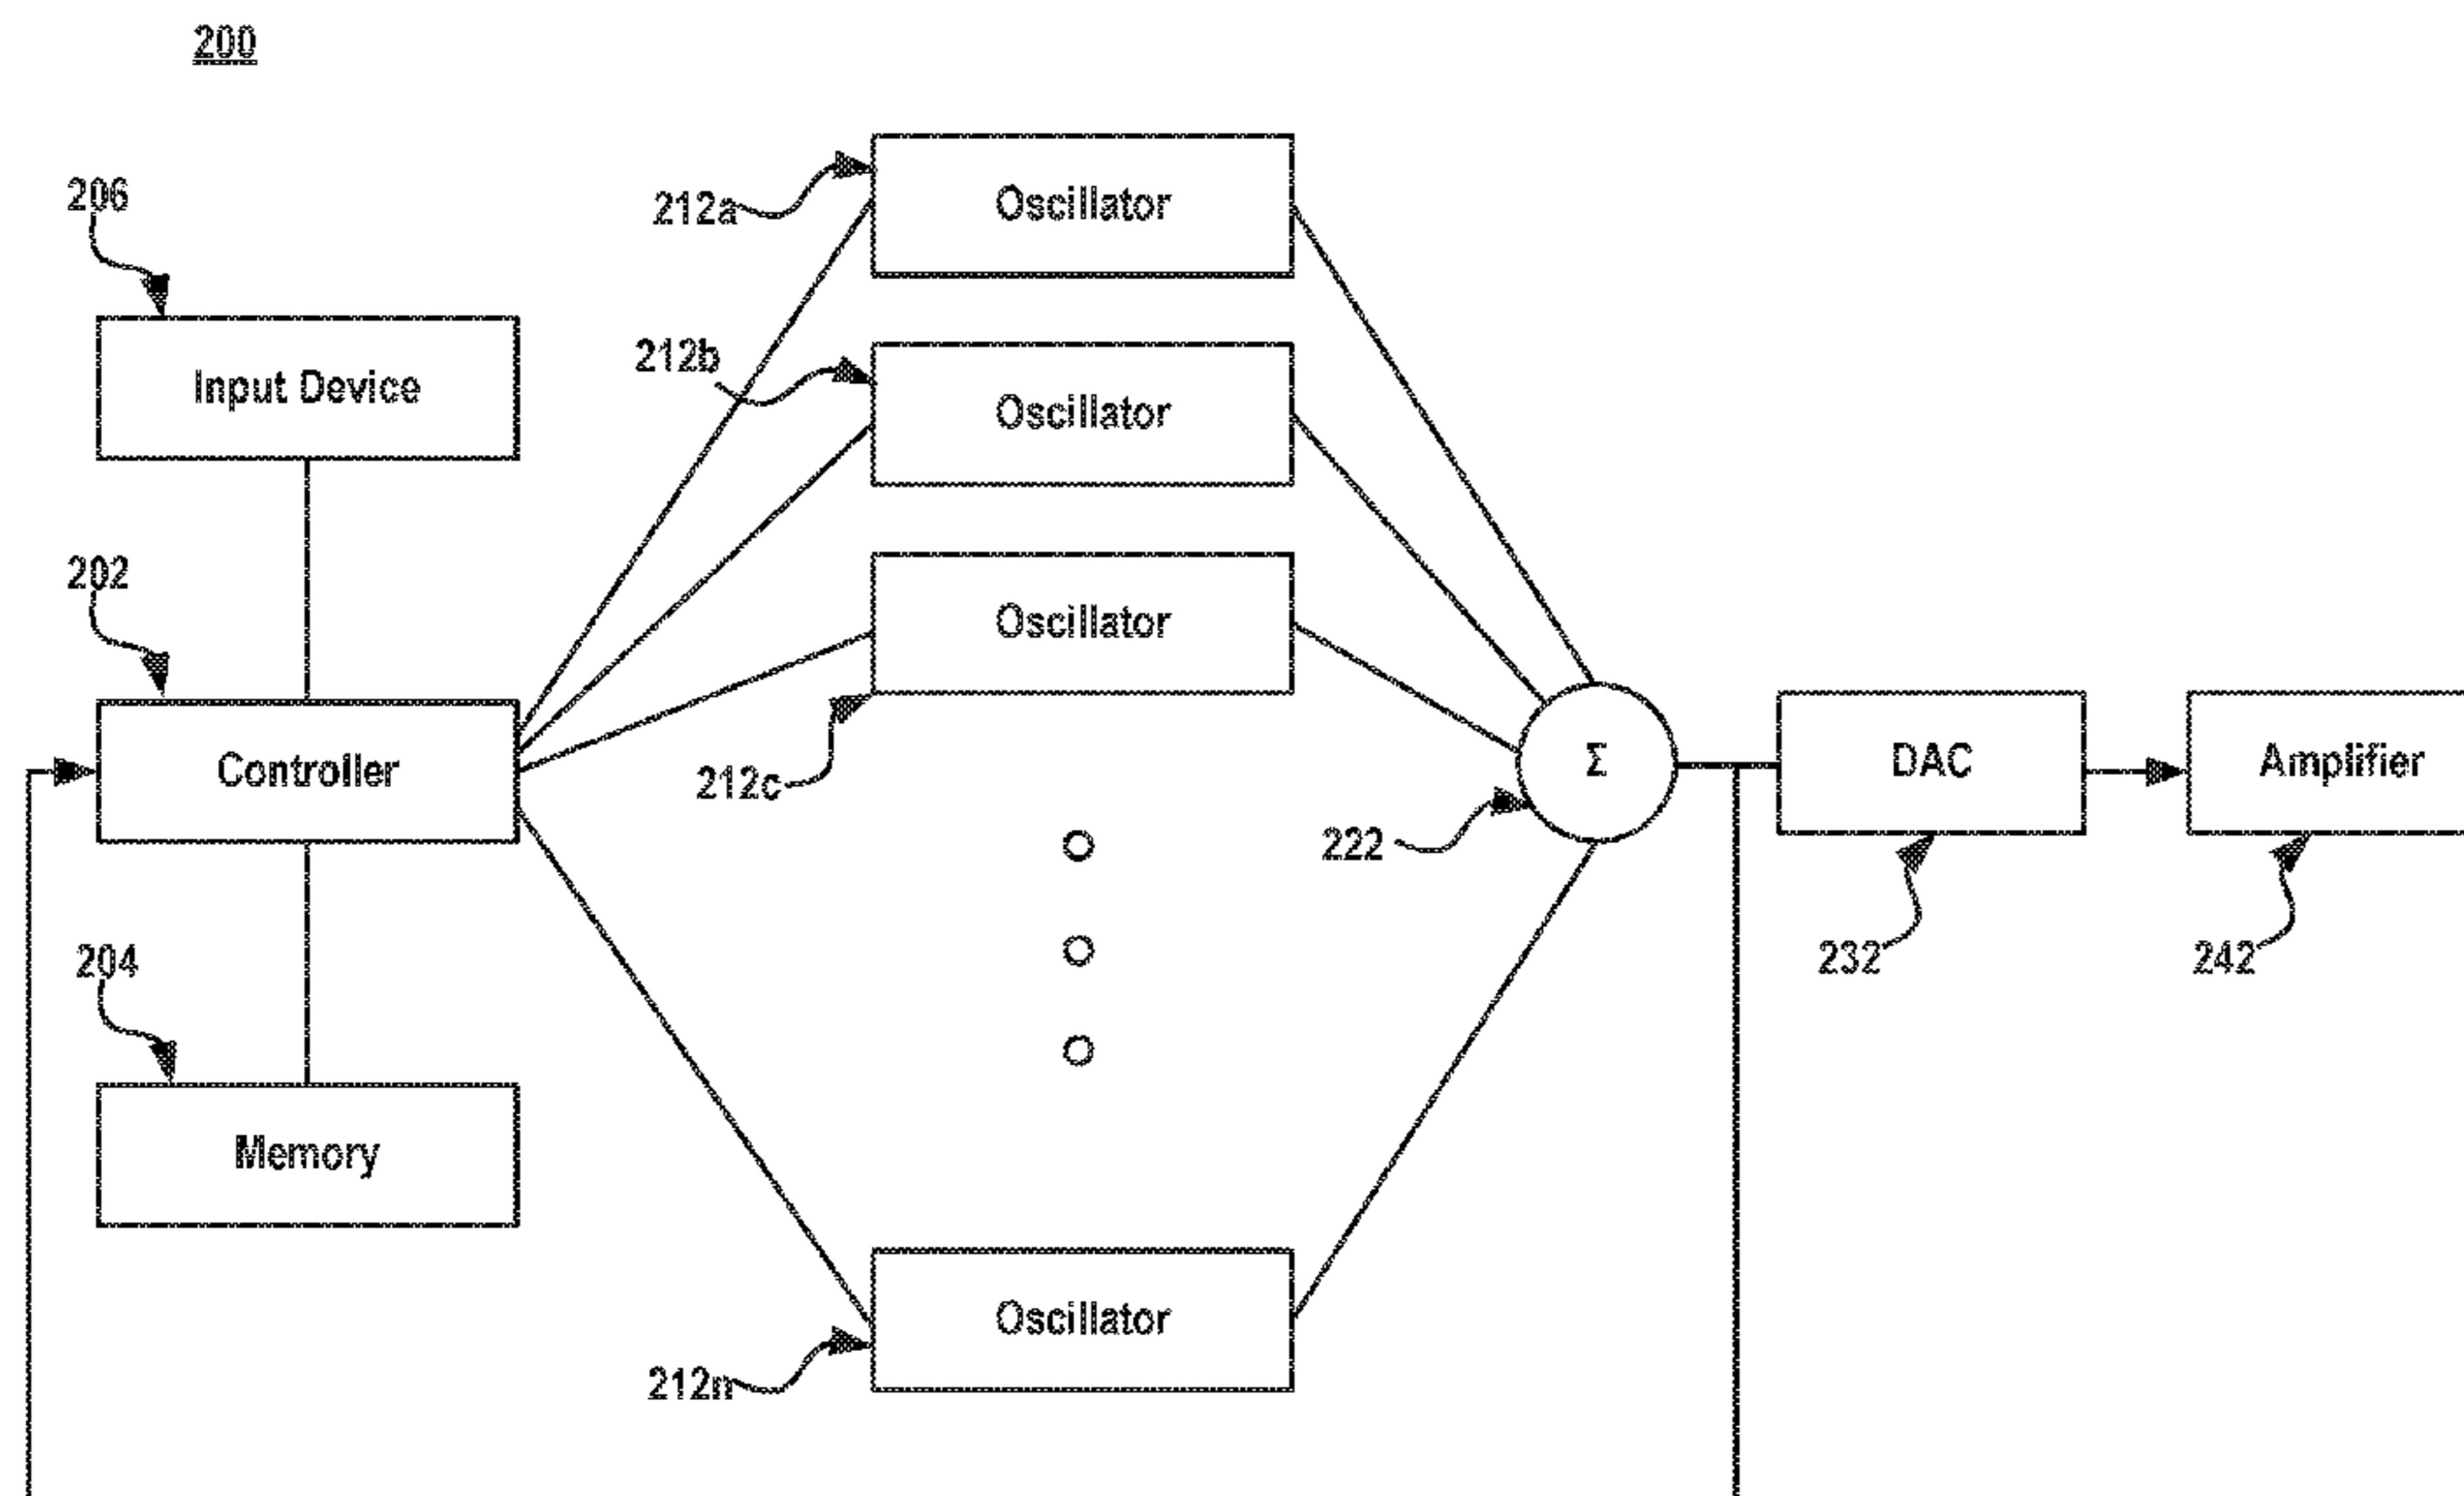 200
206
Input Device
202
Controller
204
Memory
212a
Oscillator
212b
Oscillator
Oscillator
212c
212n
Oscillator
Σ
222
DAC
232
Amplifier
242